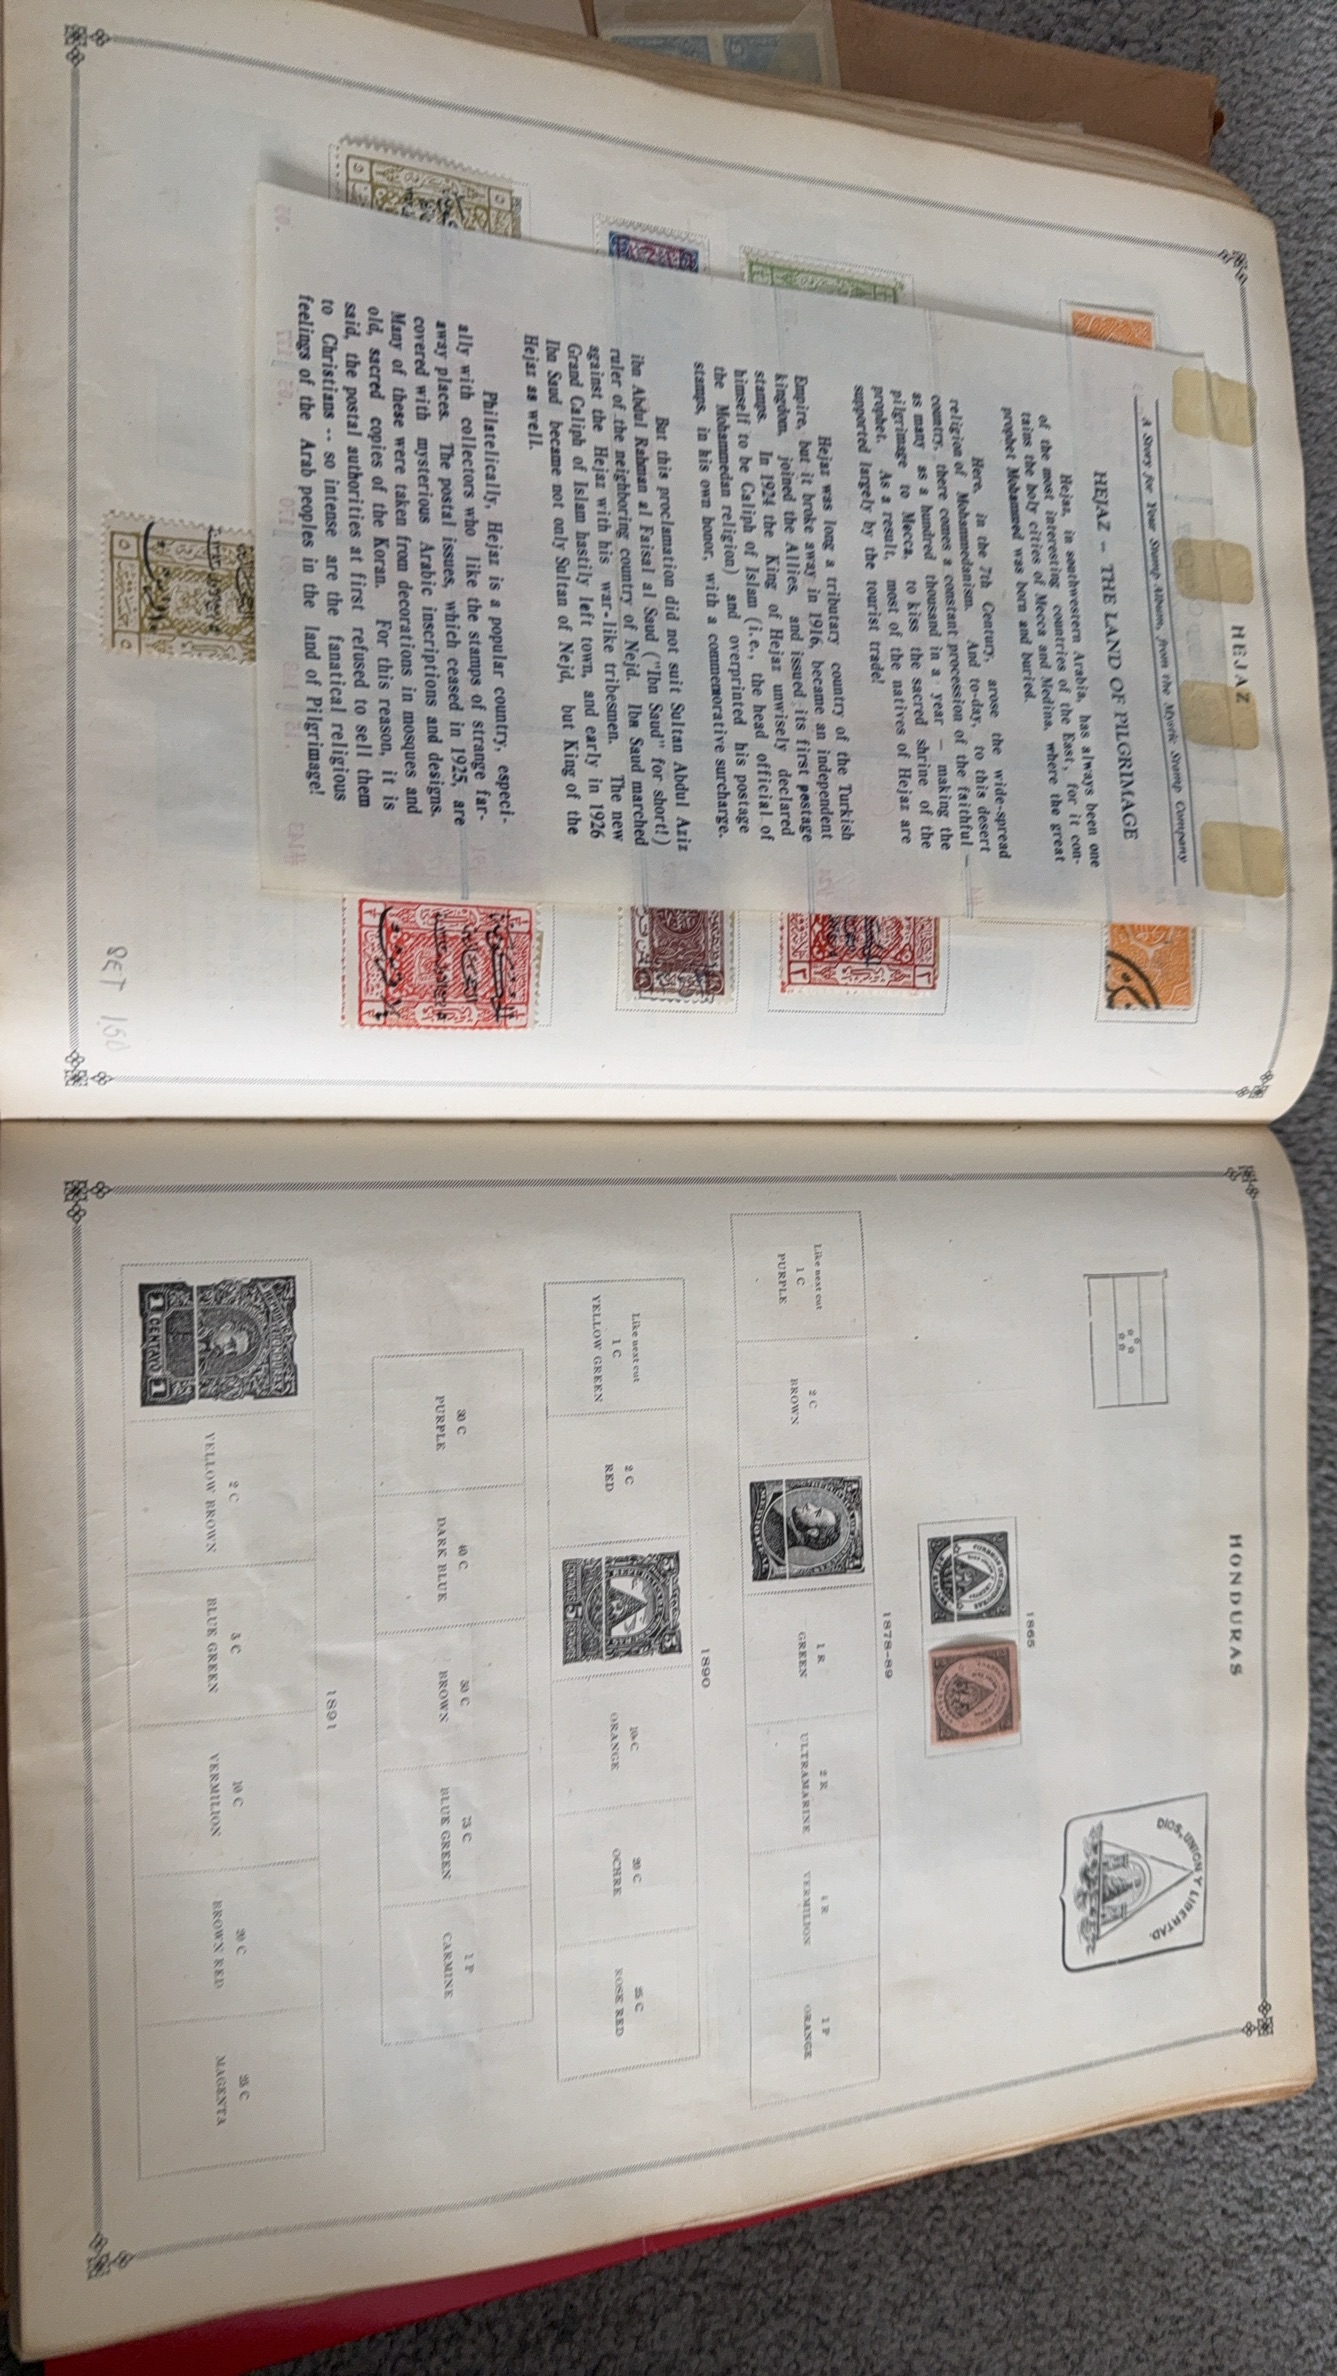 HEJAZ
A Story for Your Stamp Album, from the Mystic Stamp Company
HEJAZ -- THE LAND OF PILGRIMAGE
Hejaz, in southwestern Arabia, has always been one
of the most interesting countries of the East, for it con-
tains the holy cities of Mecca and Medina, where the great
prophet Mohammed was born and buried.
Here, in the 7th Century, arose the wide-spread
religion of Mohammedanism. And to-day, to this desert
country, there comes a constant procession of the faithful --
as many as a hundred thousand in a year -- making the
pilgrimage to Mecca, to kiss the sacred shrine of the
prophet. As a result, most of the natives of Hejaz are
supported largely by the tourist trade!
Hejaz was long a tributary country of the Turkish
Empire, but it broke away in 1916, became an independent
kingdom, joined the Allies, and issued its first postage
stamps. In 1924 the King of Hejaz unwisely declared
himself to be Caliph of Islam (i.e., the head official of
the Mohammedan religion) and overprinted his postage
stamps, in his own honor, with a commemorative surcharge.
But this proclamation did not suit Sultan Abdul Aziz
ibn Abdul Rahman al Faisal al Saud ("Ibn Saud" for short!)
ruler of the neighboring country of Nejd. Ibn Saud marched
against the Hejaz with his war-like tribesmen. The new
Grand Caliph of Islam hastily left town, and early in 1926
Ibn Saud became not only Sultan of Nejd, but King of the
Hejaz as well.
Philatelically, Hejaz is a popular country, especi-
ally with collectors who like the stamps of strange far-
away places. The postal issues, which ceased in 1925, are
covered with mysterious Arabic inscriptions and designs.
Many of these were taken from decorations in mosques and
old, sacred copies of the Koran. For this reason, it is
said, the postal authorities at first refused to sell them
to Christians -- so intense are the fanatical religious
feelings of the Arab peoples in the land of Pilgrimage!
SET 1.50
HONDURAS
DIOS, UNION Y LIBERTAD.
1865
1878-89
Like next cut
1 C
PURPLE
2 C
BROWN
1 R
GREEN
2 R
ULTRAMARINE
4 R
VERMILION
1 P
ORANGE
1890
Like next cut
1 C
YELLOW GREEN
2 C
RED
5
10 C
ORANGE
20 C
OCHRE
25 C
ROSE RED
30 C
PURPLE
40 C
DARK BLUE
50 C
BROWN
75 C
BLUE GREEN
1 P
CARMINE
1891
1 CENTAVO 1
2 C
YELLOW BROWN
5 C
BLUE GREEN
10 C
VERMILION
20 C
BROWN RED
25 C
MAGENTA